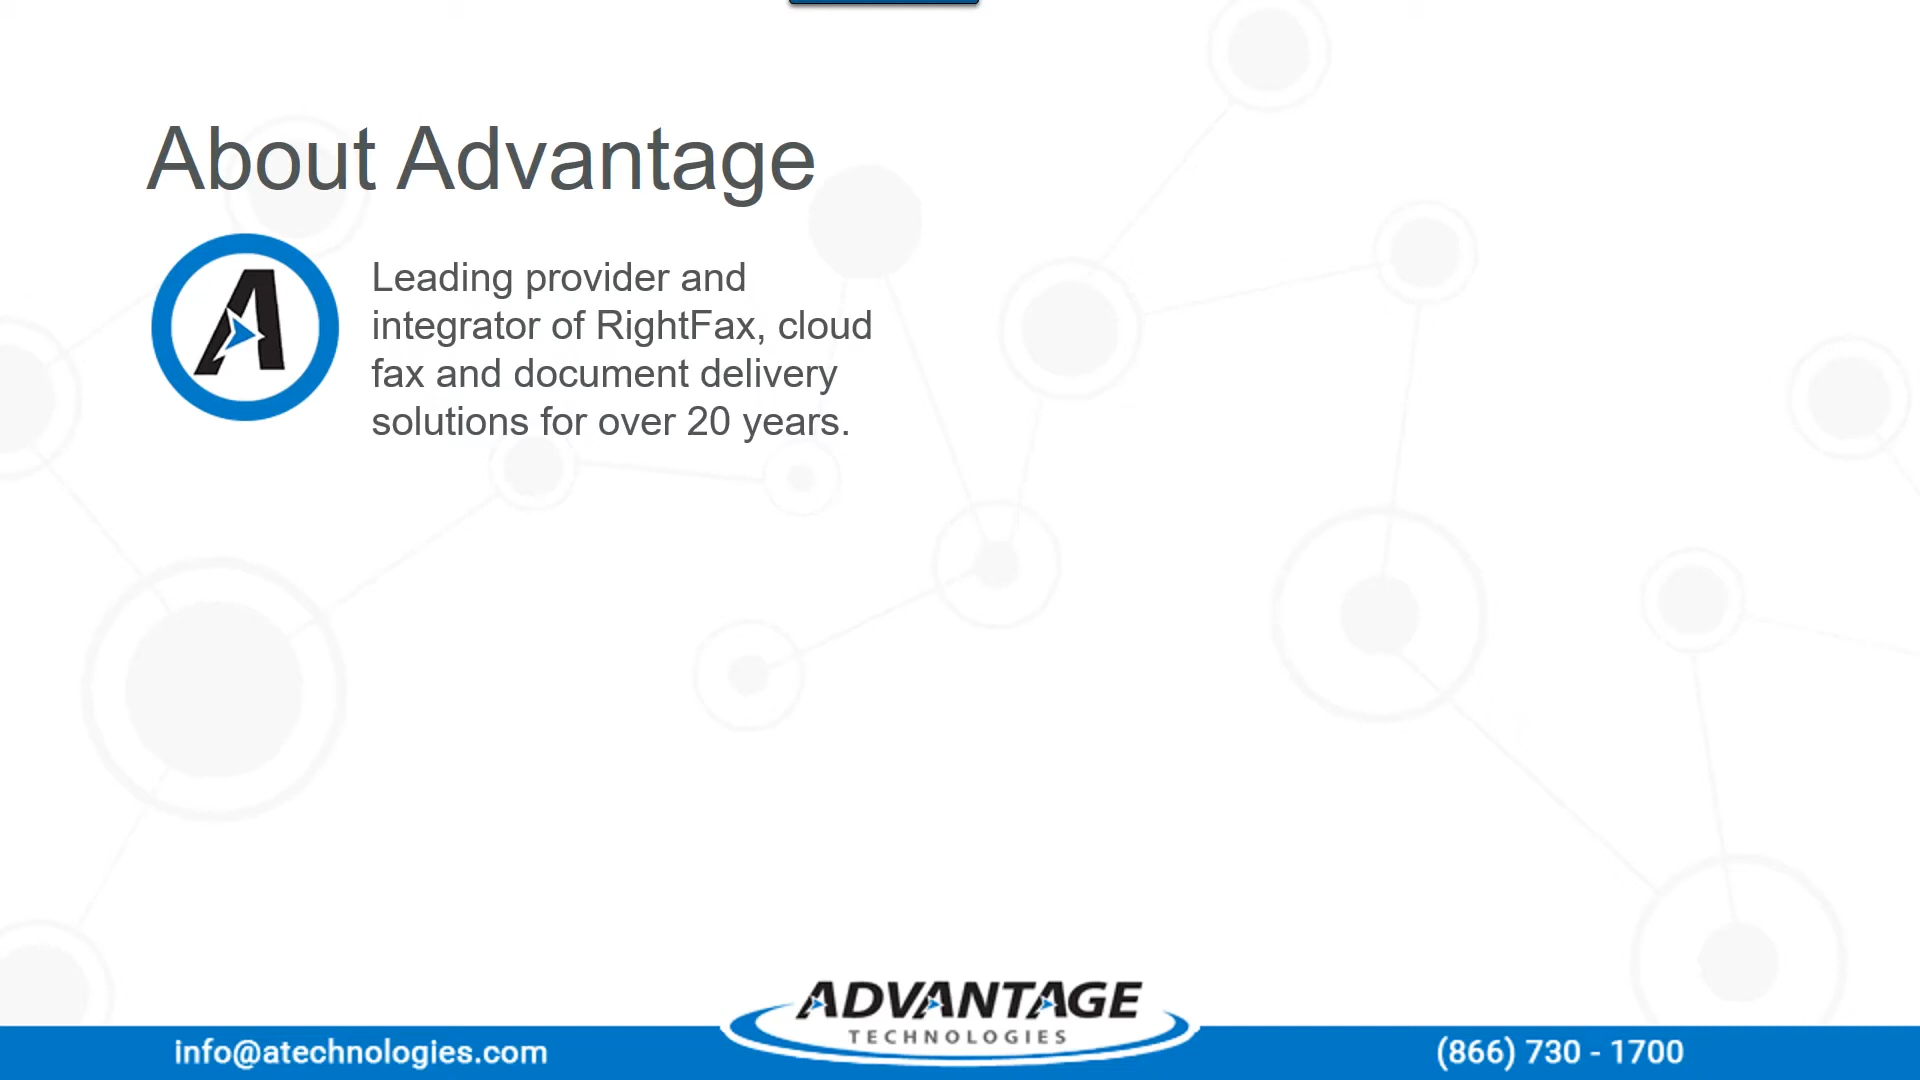 About Advantage
A
Leading provider and
integrator of RightFax, cloud
fax and document delivery
solutions for over 20 years.
ADVANTAGE
TECHNOLOGIES
info@atechnologies.com
(866) 730 - 1700